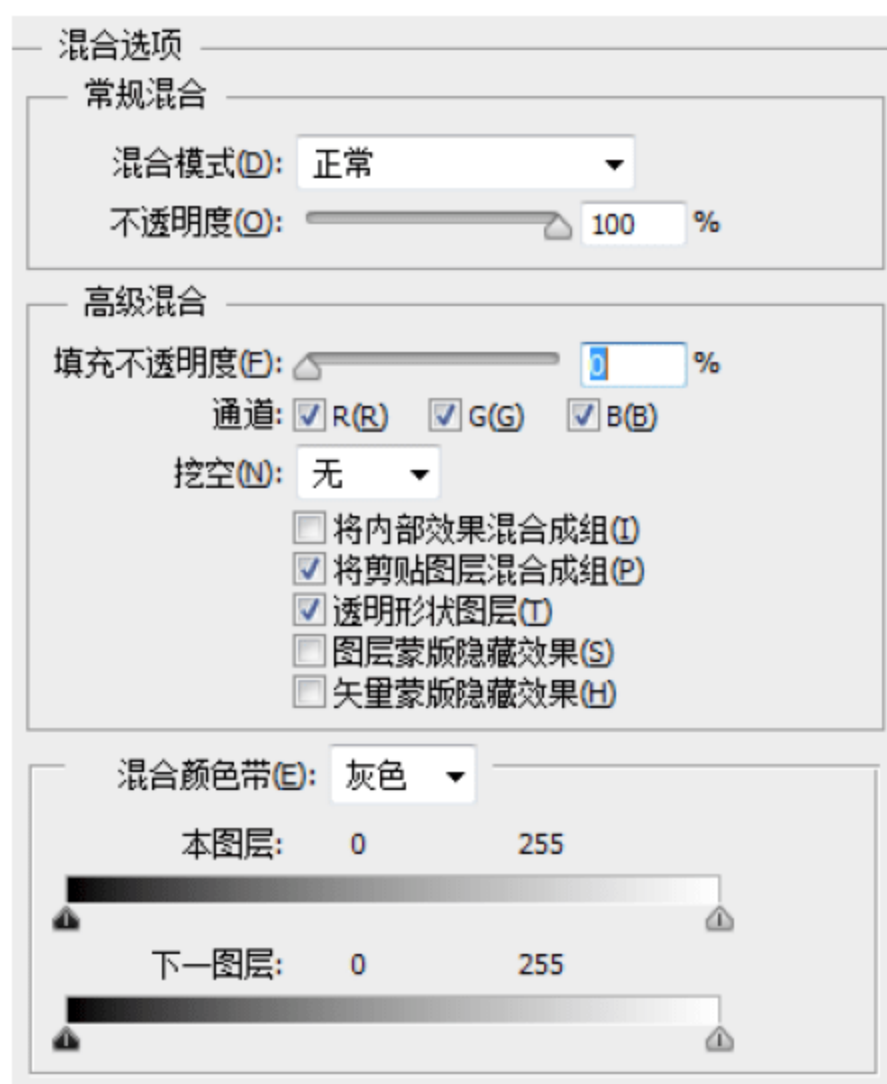 混合选项
常规混合
混合模式(D): 正常
不透明度(O): 100 %
高级混合
填充不透明度(F): 0 %
通道: R(R) G(G) B(B)
挖空(N): 无
将内部效果混合成组(I)
将剪贴图层混合成组(P)
透明形状图层(T)
图层蒙版隐藏效果(S)
矢量蒙版隐藏效果(H)
混合颜色带(E): 灰色
本图层: 0 255
下一图层: 0 255